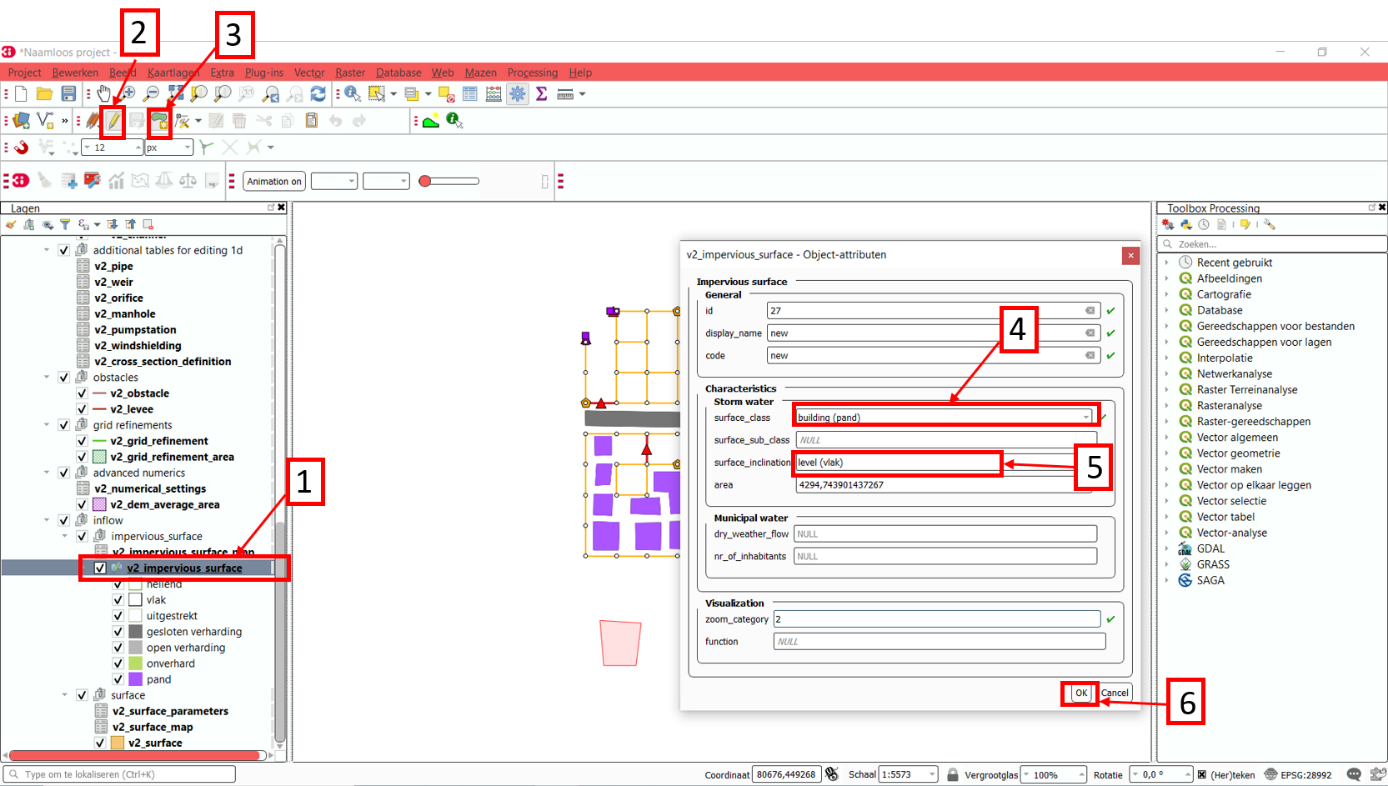 2
3
*Naamloos project -
Project Bewerken Beeld Kaartlagen Extra Plug-ins Vector Raster Database Web Mazen Processing Help
12 px
Animation on
Lagen
additional tables for editing 1d
v2_pipe
v2_weir
v2_orifice
v2_manhole
v2_pumpstation
v2_windshielding
v2_cross_section_definition
obstacles
v2_obstacle
v2_levee
grid refinements
v2_grid_refinement
v2_grid_refinement_area
advanced numerics
v2_numerical_settings
v2_dem_average_area
inflow
impervious_surface
v2_impervious_surface_map
v2_impervious_surface
hellend
vlak
uitgestrekt
gesloten verharding
open verharding
onverhard
pand
surface
v2_surface_parameters
v2_surface_map
v2_surface
1
v2_impervious_surface - Object-attributen
Impervious surface
General
id 27
display_name new
code new
4
Characteristics
Storm water
surface_class building (pand)
surface_sub_class NULL
surface_inclination level (vlak)
5
area 4294,743901437267
Municipal water
dry_weather_flow NULL
nr_of_inhabitants NULL
Visualization
zoom_category 2
function NULL
OK Cancel
6
Toolbox Processing
Zoeken...
Recent gebruikt
Afbeeldingen
Cartografie
Database
Gereedschappen voor bestanden
Gereedschappen voor lagen
Interpolatie
Netwerkanalyse
Raster Terreinanalyse
Rasteranalyse
Raster-gereedschappen
Vector algemeen
Vector geometrie
Vector maken
Vector op elkaar leggen
Vector selectie
Vector tabel
Vector-analyse
GDAL
GRASS
SAGA
Type om te lokaliseren (Ctrl+K) Coordinaat 80676,449268 Schaal 1:5573 Vergrootglas 100% Rotatie 0,0 ° (Her)teken EPSG:28992